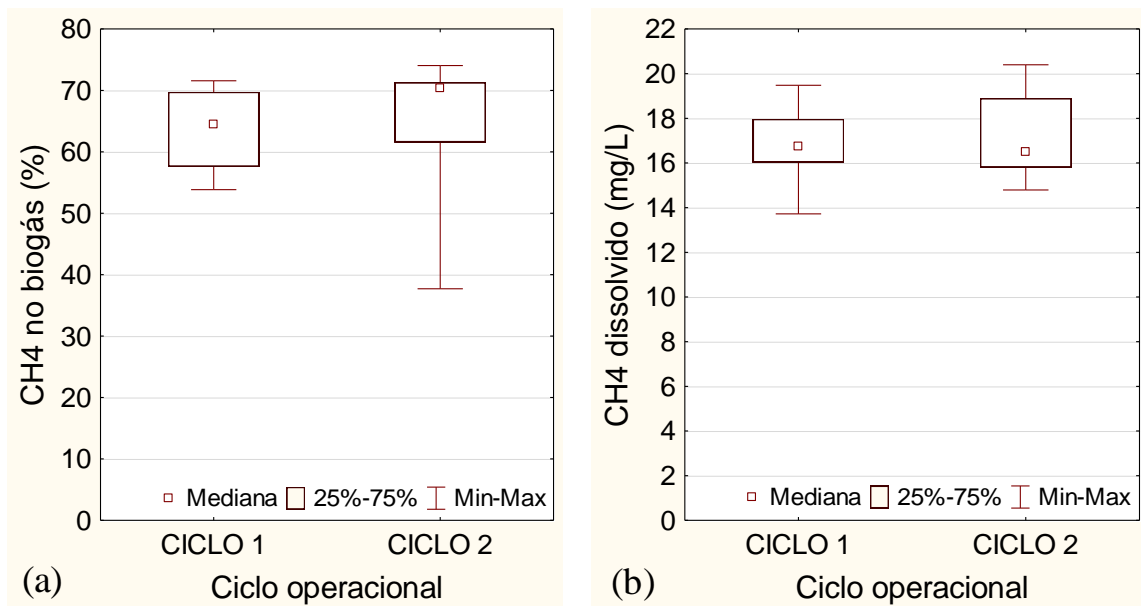 CH4 no biogás (%)
80
70
60
50
40
30
20
10
0
Mediana 25%-75% Min-Max
CICLO 1 CICLO 2
Ciclo operacional
(a)
CH4 dissolvido (mg/L)
22
20
18
16
14
12
10
8
6
4
2
0
Mediana 25%-75% Min-Max
CICLO 1 CICLO 2
Ciclo operacional
(b)